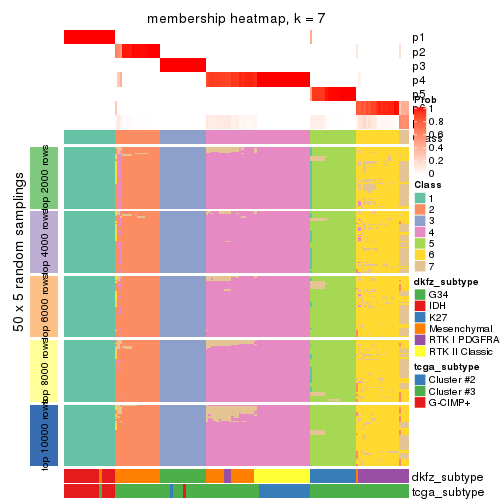 membership heatmap, k = 7
p1
p2
p3
p4
p5
Prob
1
0.8
0.6
0.4
0.2
0
Class
1
2
3
4
5
6
7
dkfz_subtype
G34
IDH
K27
Mesenchymal
RTK I PDGFRA
RTK II Classic
tcga_subtype
Cluster #2
Cluster #3
G-CIMP+
50 x 5 random samplings
top 2000 rows
top 4000 rows
top 6000 rows
top 8000 rows
top 10000 rows
dkfz_subtype
tcga_subtype